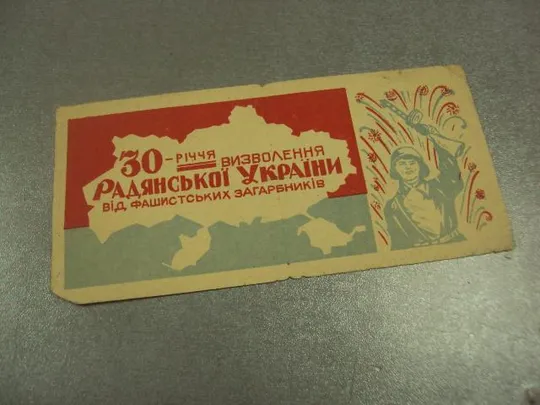 30-РІЧЧЯ ВИЗВОЛЕННЯ
РАДЯНСЬКОЇ УКРАЇНИ
ВІД ФАШИСТСЬКИХ ЗАГАРБНИКІВ